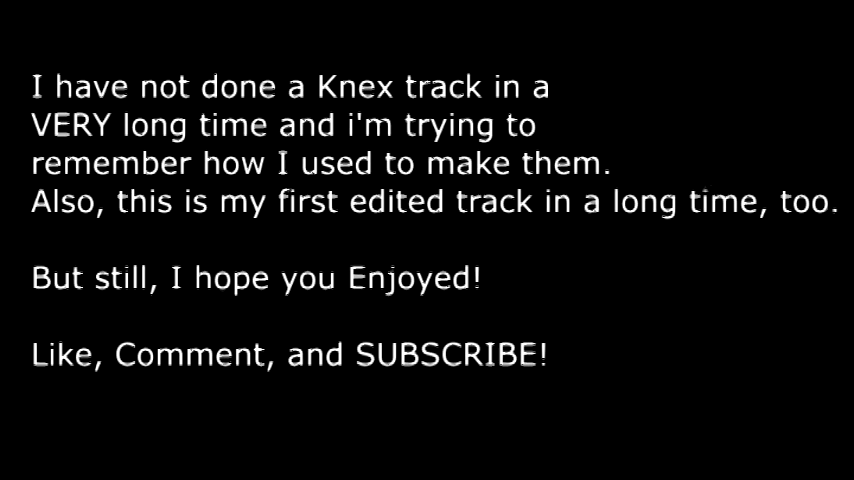 I have not done a Knex track in a
VERY long time and i'm trying to
remember how I used to make them.
Also, this is my first edited track in a long time, too.
But still, I hope you Enjoyed!
Like, Comment, and SUBSCRIBE!